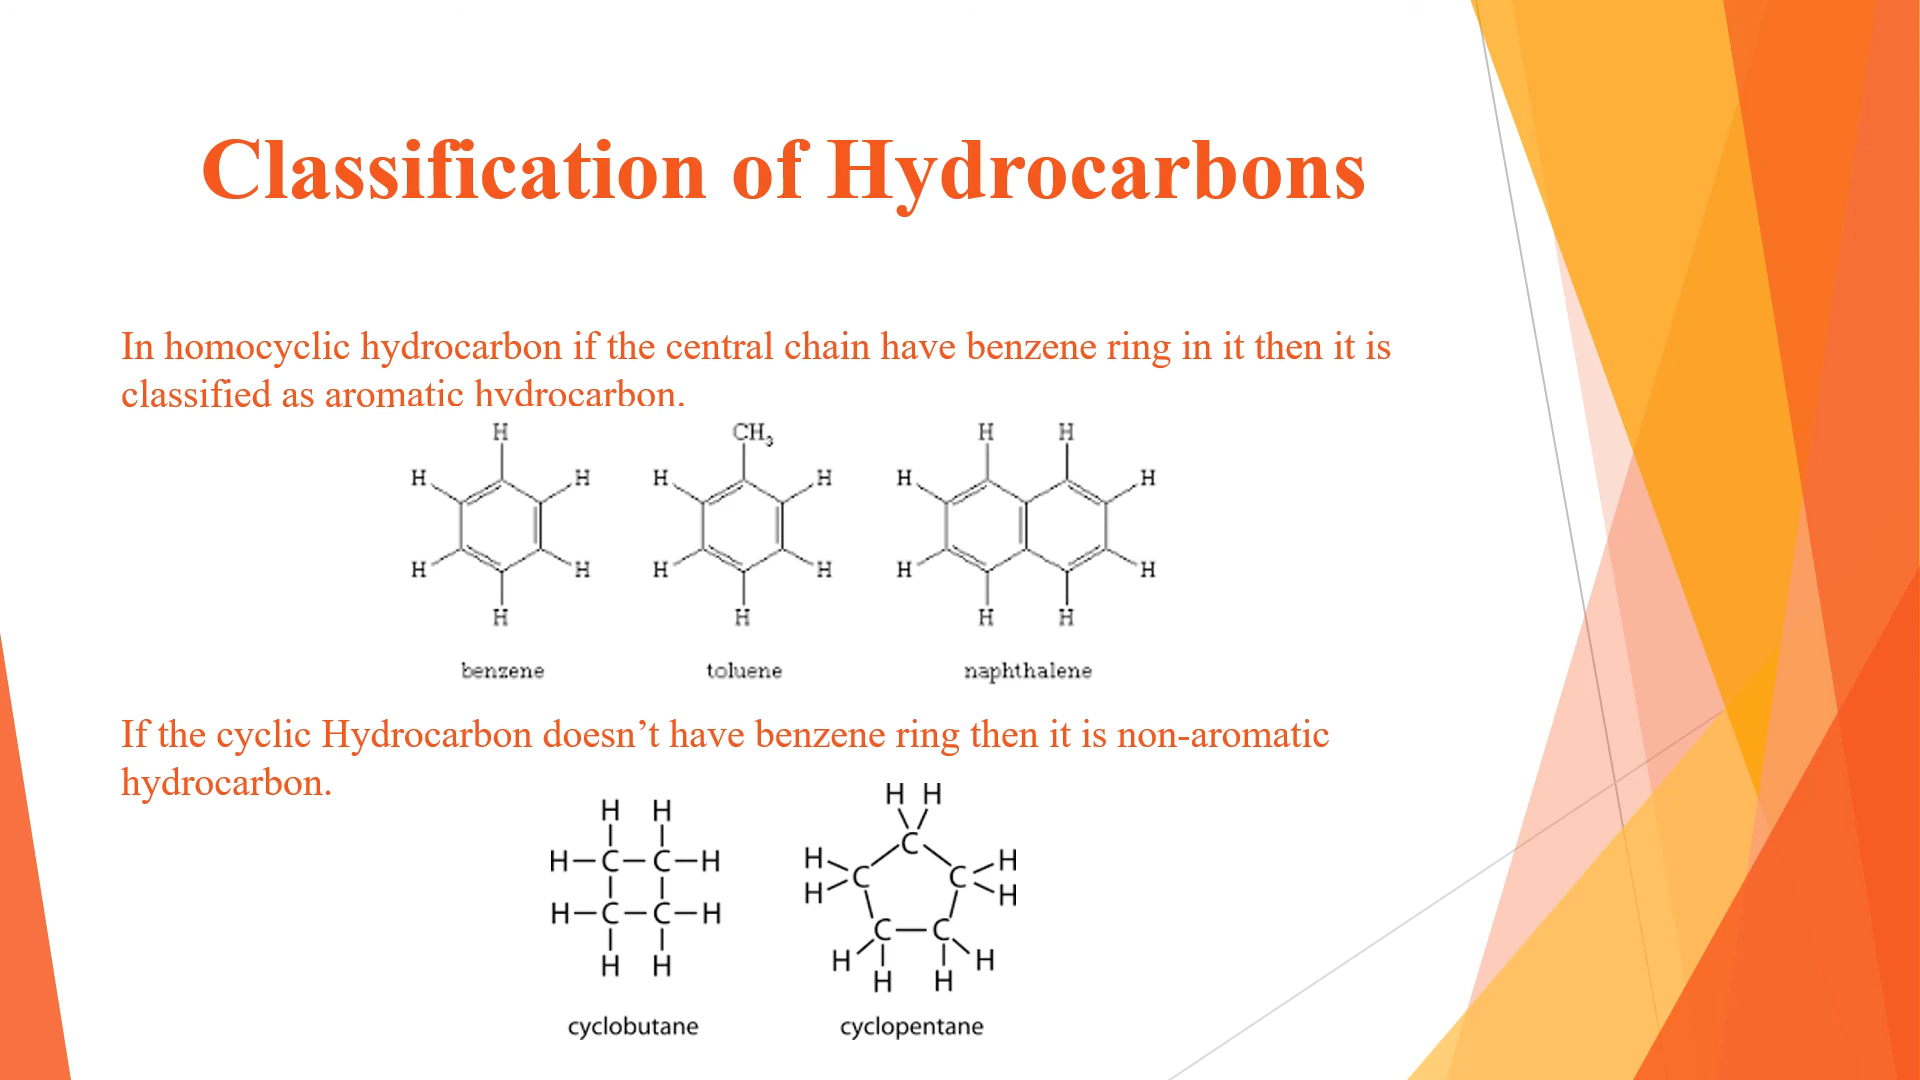 Classification of Hydrocarbons
In homocyclic hydrocarbon if the central chain have benzene ring in it then it is
classified as aromatic hydrocarbon.
H CH₃ H H
H H H H H H
H H H H H H
H H H H
benzene toluene naphthalene
If the cyclic Hydrocarbon doesn’t have benzene ring then it is non-aromatic
hydrocarbon.
H H
H H
C
H–C–C–H H C C H
H H
H–C–C–H C–C
H H H H
H H
cyclobutane cyclopentane